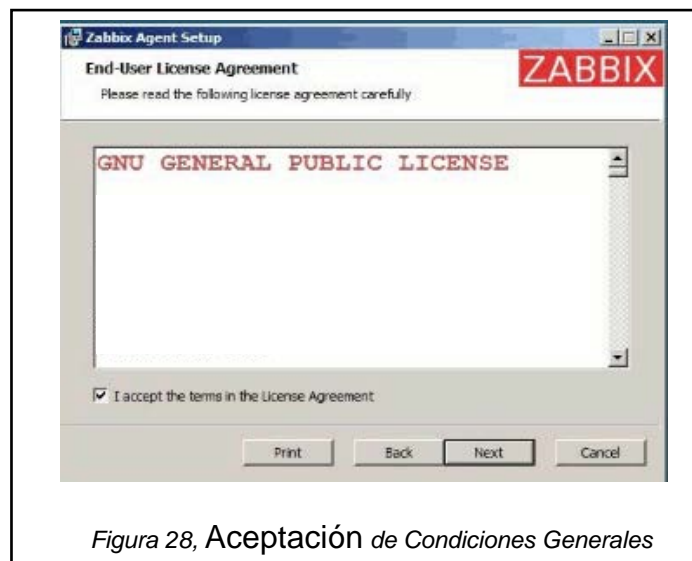 Zabbix Agent Setup
End-User License Agreement
ZABBIX
Please read the following license agreement carefully
GNU GENERAL PUBLIC LICENSE
I accept the terms in the License Agreement
Print Back Next Cancel
Figura 28, Aceptación de Condiciones Generales